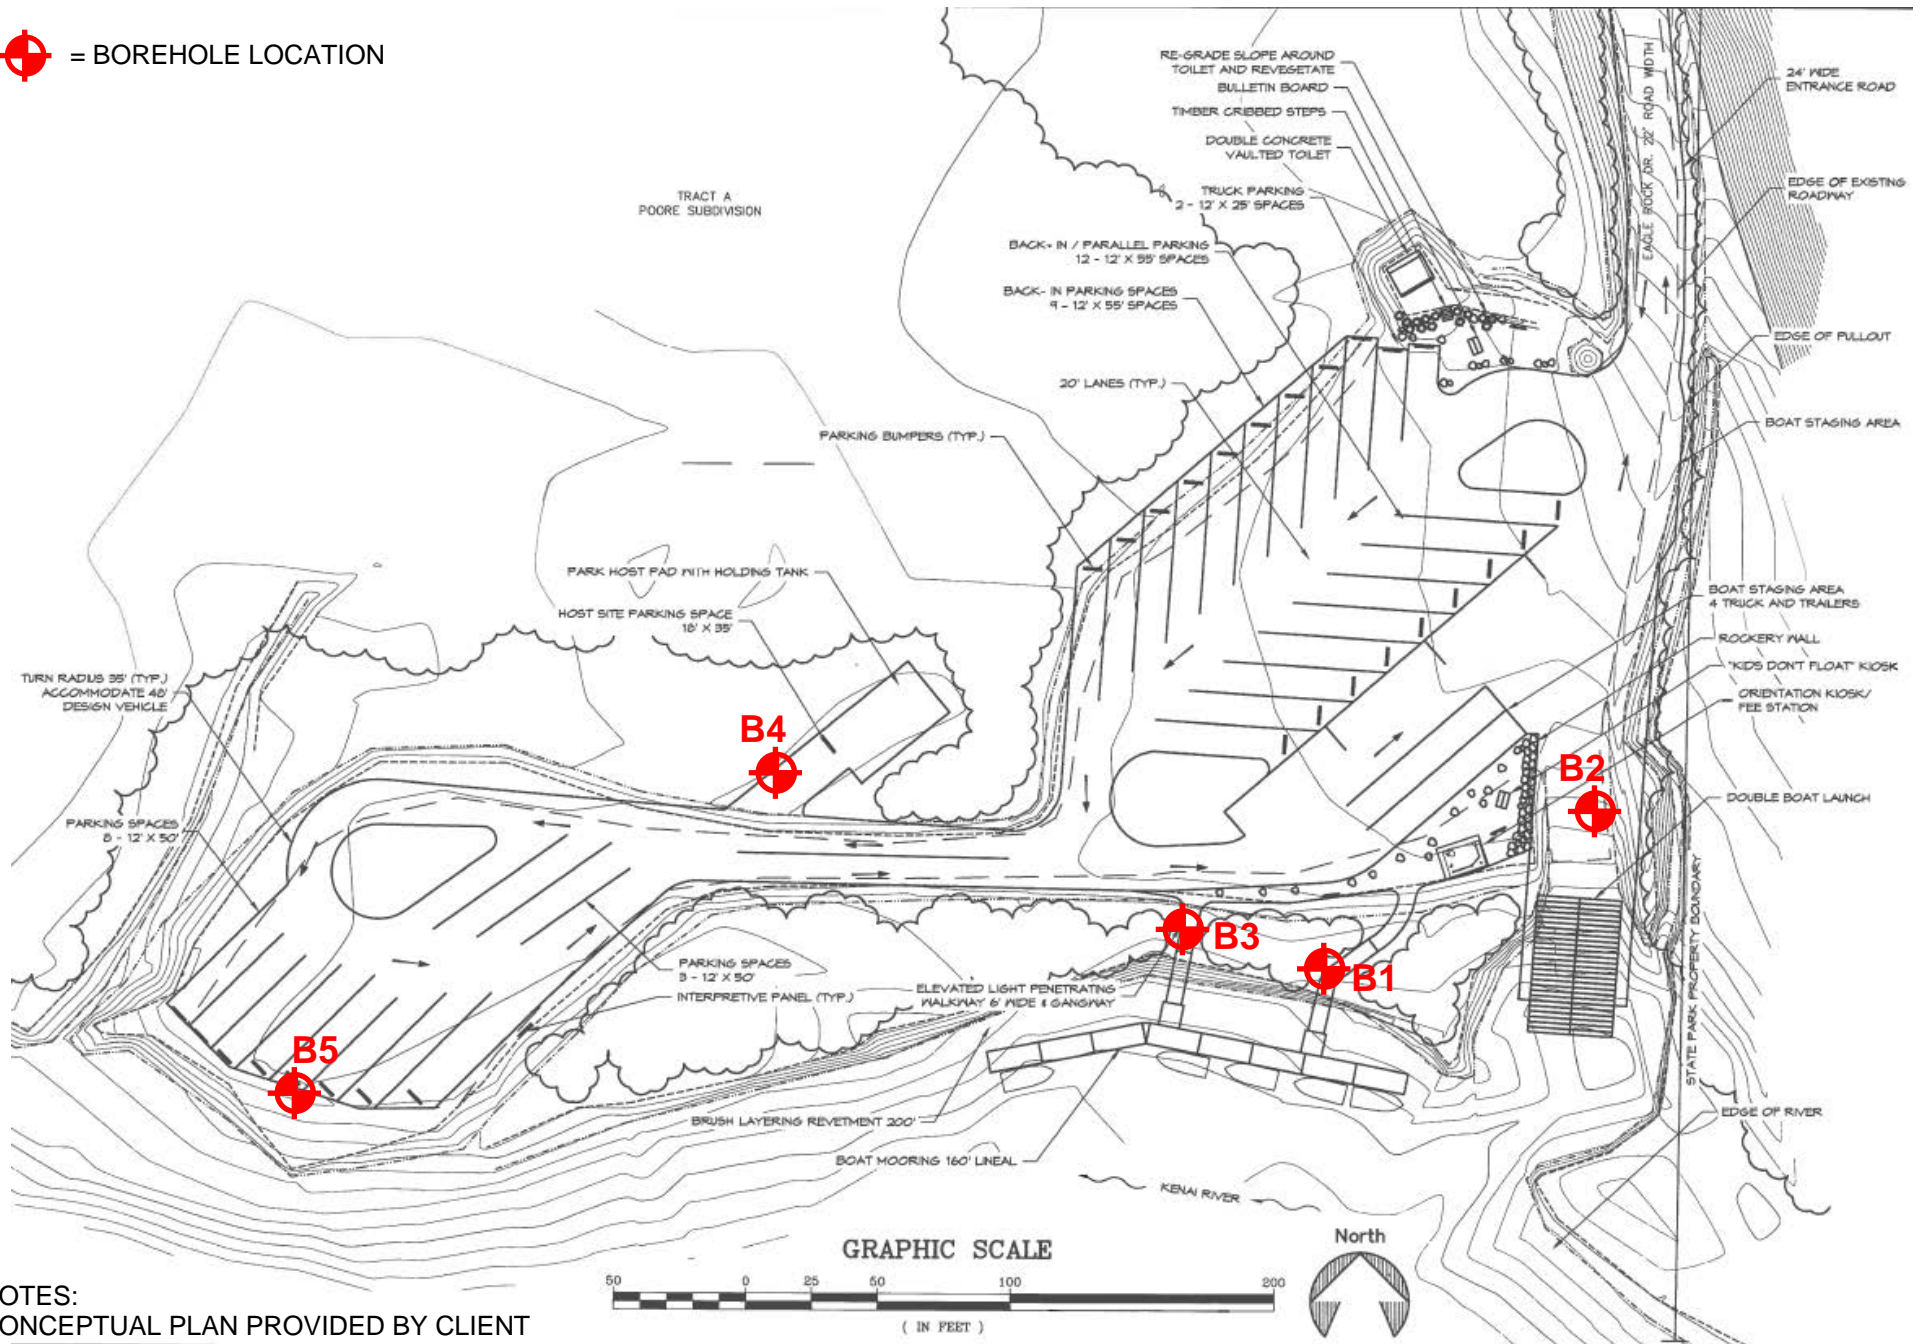 = BOREHOLE LOCATION
RE-GRADE SLOPE AROUND
TOILET AND REVEGETATE
BULLETIN BOARD
TIMBER CRIBBED STEPS
DOUBLE CONCRETE
VAULTED TOILET
TRUCK PARKING
2 - 12' X 25' SPACES
BACK- IN / PARALLEL PARKING
12 - 12' X 55' SPACES
BACK- IN PARKING SPACES
9 - 12' X 55' SPACES
20' LANES (TYP.)
PARKING BUMPERS (TYP.)
TRACT A
POORE SUBDIVISION
EAGLE ROCK DR. 22' ROAD WIDTH
24' WIDE
ENTRANCE ROAD
EDGE OF EXISTING
ROADWAY
EDGE OF PULLOUT
BOAT STAGING AREA
BOAT STAGING AREA
4 TRUCK AND TRAILERS
ROCKERY WALL
"KIDS DON'T FLOAT" KIOSK
ORIENTATION KIOSK/
FEE STATION
DOUBLE BOAT LAUNCH
STATE PARK PROPERTY BOUNDARY
EDGE OF RIVER
PARK HOST PAD WITH HOLDING TANK
HOST SITE PARKING SPACE
18' X 35'
TURN RADIUS 35' (TYP.)
ACCOMMODATE 48'
DESIGN VEHICLE
PARKING SPACES
8 - 12' X 50'
B4
B2
B3
B1
B5
PARKING SPACES
3 - 12' X 50'
INTERPRETIVE PANEL (TYP.)
ELEVATED LIGHT PENETRATING
WALKWAY 6' WIDE & GANGWAY
BRUSH LAYERING REVETMENT 200'
BOAT MOORING 160' LINEAL
KENAI RIVER
GRAPHIC SCALE
50 0 25 50 100 200
( IN FEET )
North
OTES:
ONCEPTUAL PLAN PROVIDED BY CLIENT